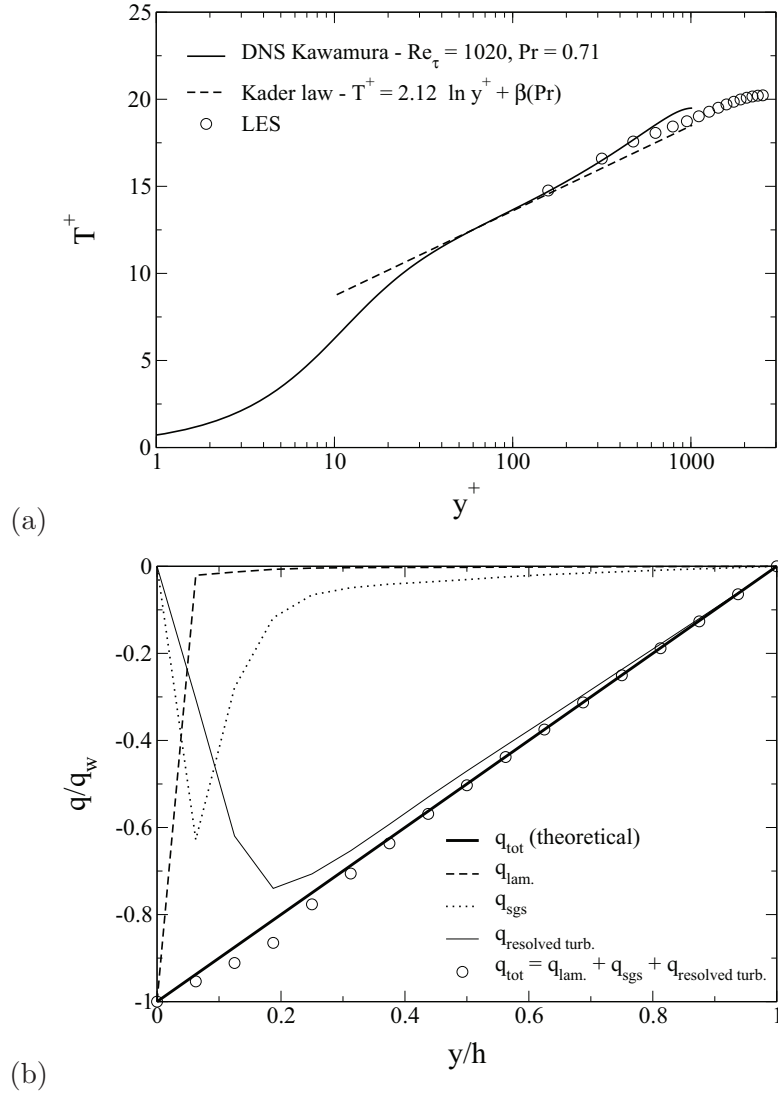 25
20
15
10
5
0
T⁺
DNS Kawamura - Re_τ = 1020, Pr = 0.71
Kader law - T⁺ = 2.12 ln y⁺ + β(Pr)
LES
1
10
100
1000
y⁺
(a)
0
-0.2
-0.4
-0.6
-0.8
-1
q/q_w
q_tot (theoretical)
q_lam.
q_sgs
q_resolved turb.
q_tot = q_lam. + q_sgs + q_resolved turb.
0
0.2
0.4
0.6
0.8
1
y/h
(b)